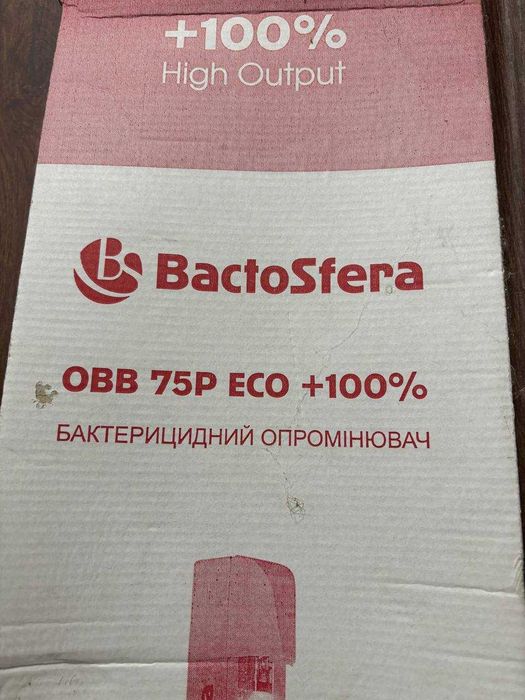 +100%
High Output
BactoSfera
OBB 75P ECO +100%
БАКТЕРИЦИДНИЙ ОПРОМІНЮВАЧ